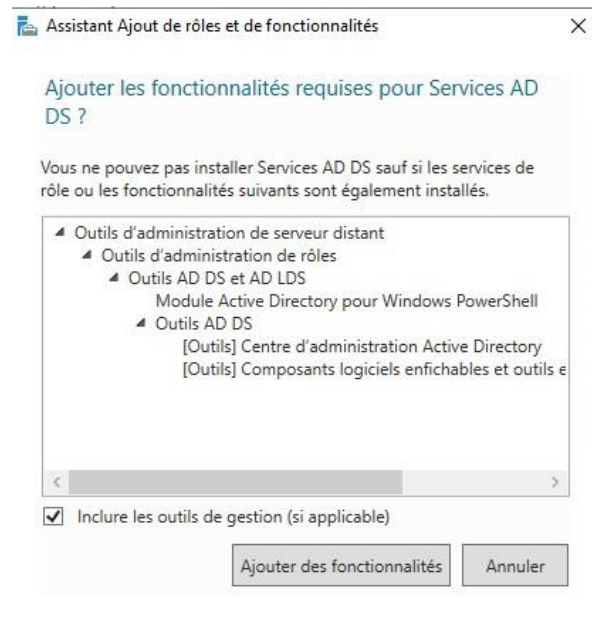 Assistant Ajout de rôles et de fonctionnalités
Ajouter les fonctionnalités requises pour Services AD
DS ?
Vous ne pouvez pas installer Services AD DS sauf si les services de
rôle ou les fonctionnalités suivants sont également installés.
Outils d'administration de serveur distant
Outils d'administration de rôles
Outils AD DS et AD LDS
Module Active Directory pour Windows PowerShell
Outils AD DS
[Outils] Centre d'administration Active Directory
[Outils] Composants logiciels enfichables et outils e
Inclure les outils de gestion (si applicable)
Ajouter des fonctionnalités
Annuler